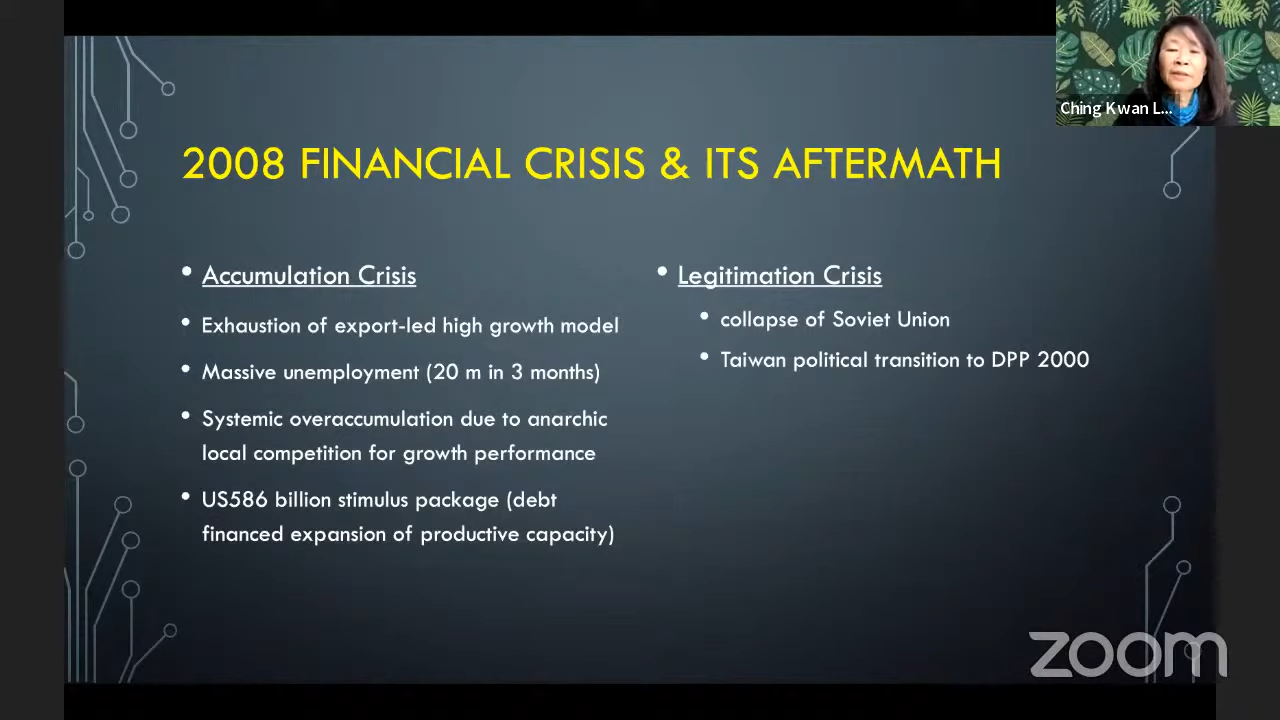 2008 FINANCIAL CRISIS & ITS AFTERMATH
• Accumulation Crisis
• Exhaustion of export-led high growth model
• Massive unemployment (20 m in 3 months)
• Systemic overaccumulation due to anarchic
local competition for growth performance
• US586 billion stimulus package (debt
financed expansion of productive capacity)
• Legitimation Crisis
• collapse of Soviet Union
• Taiwan political transition to DPP 2000
Ching Kwan L...
zoom